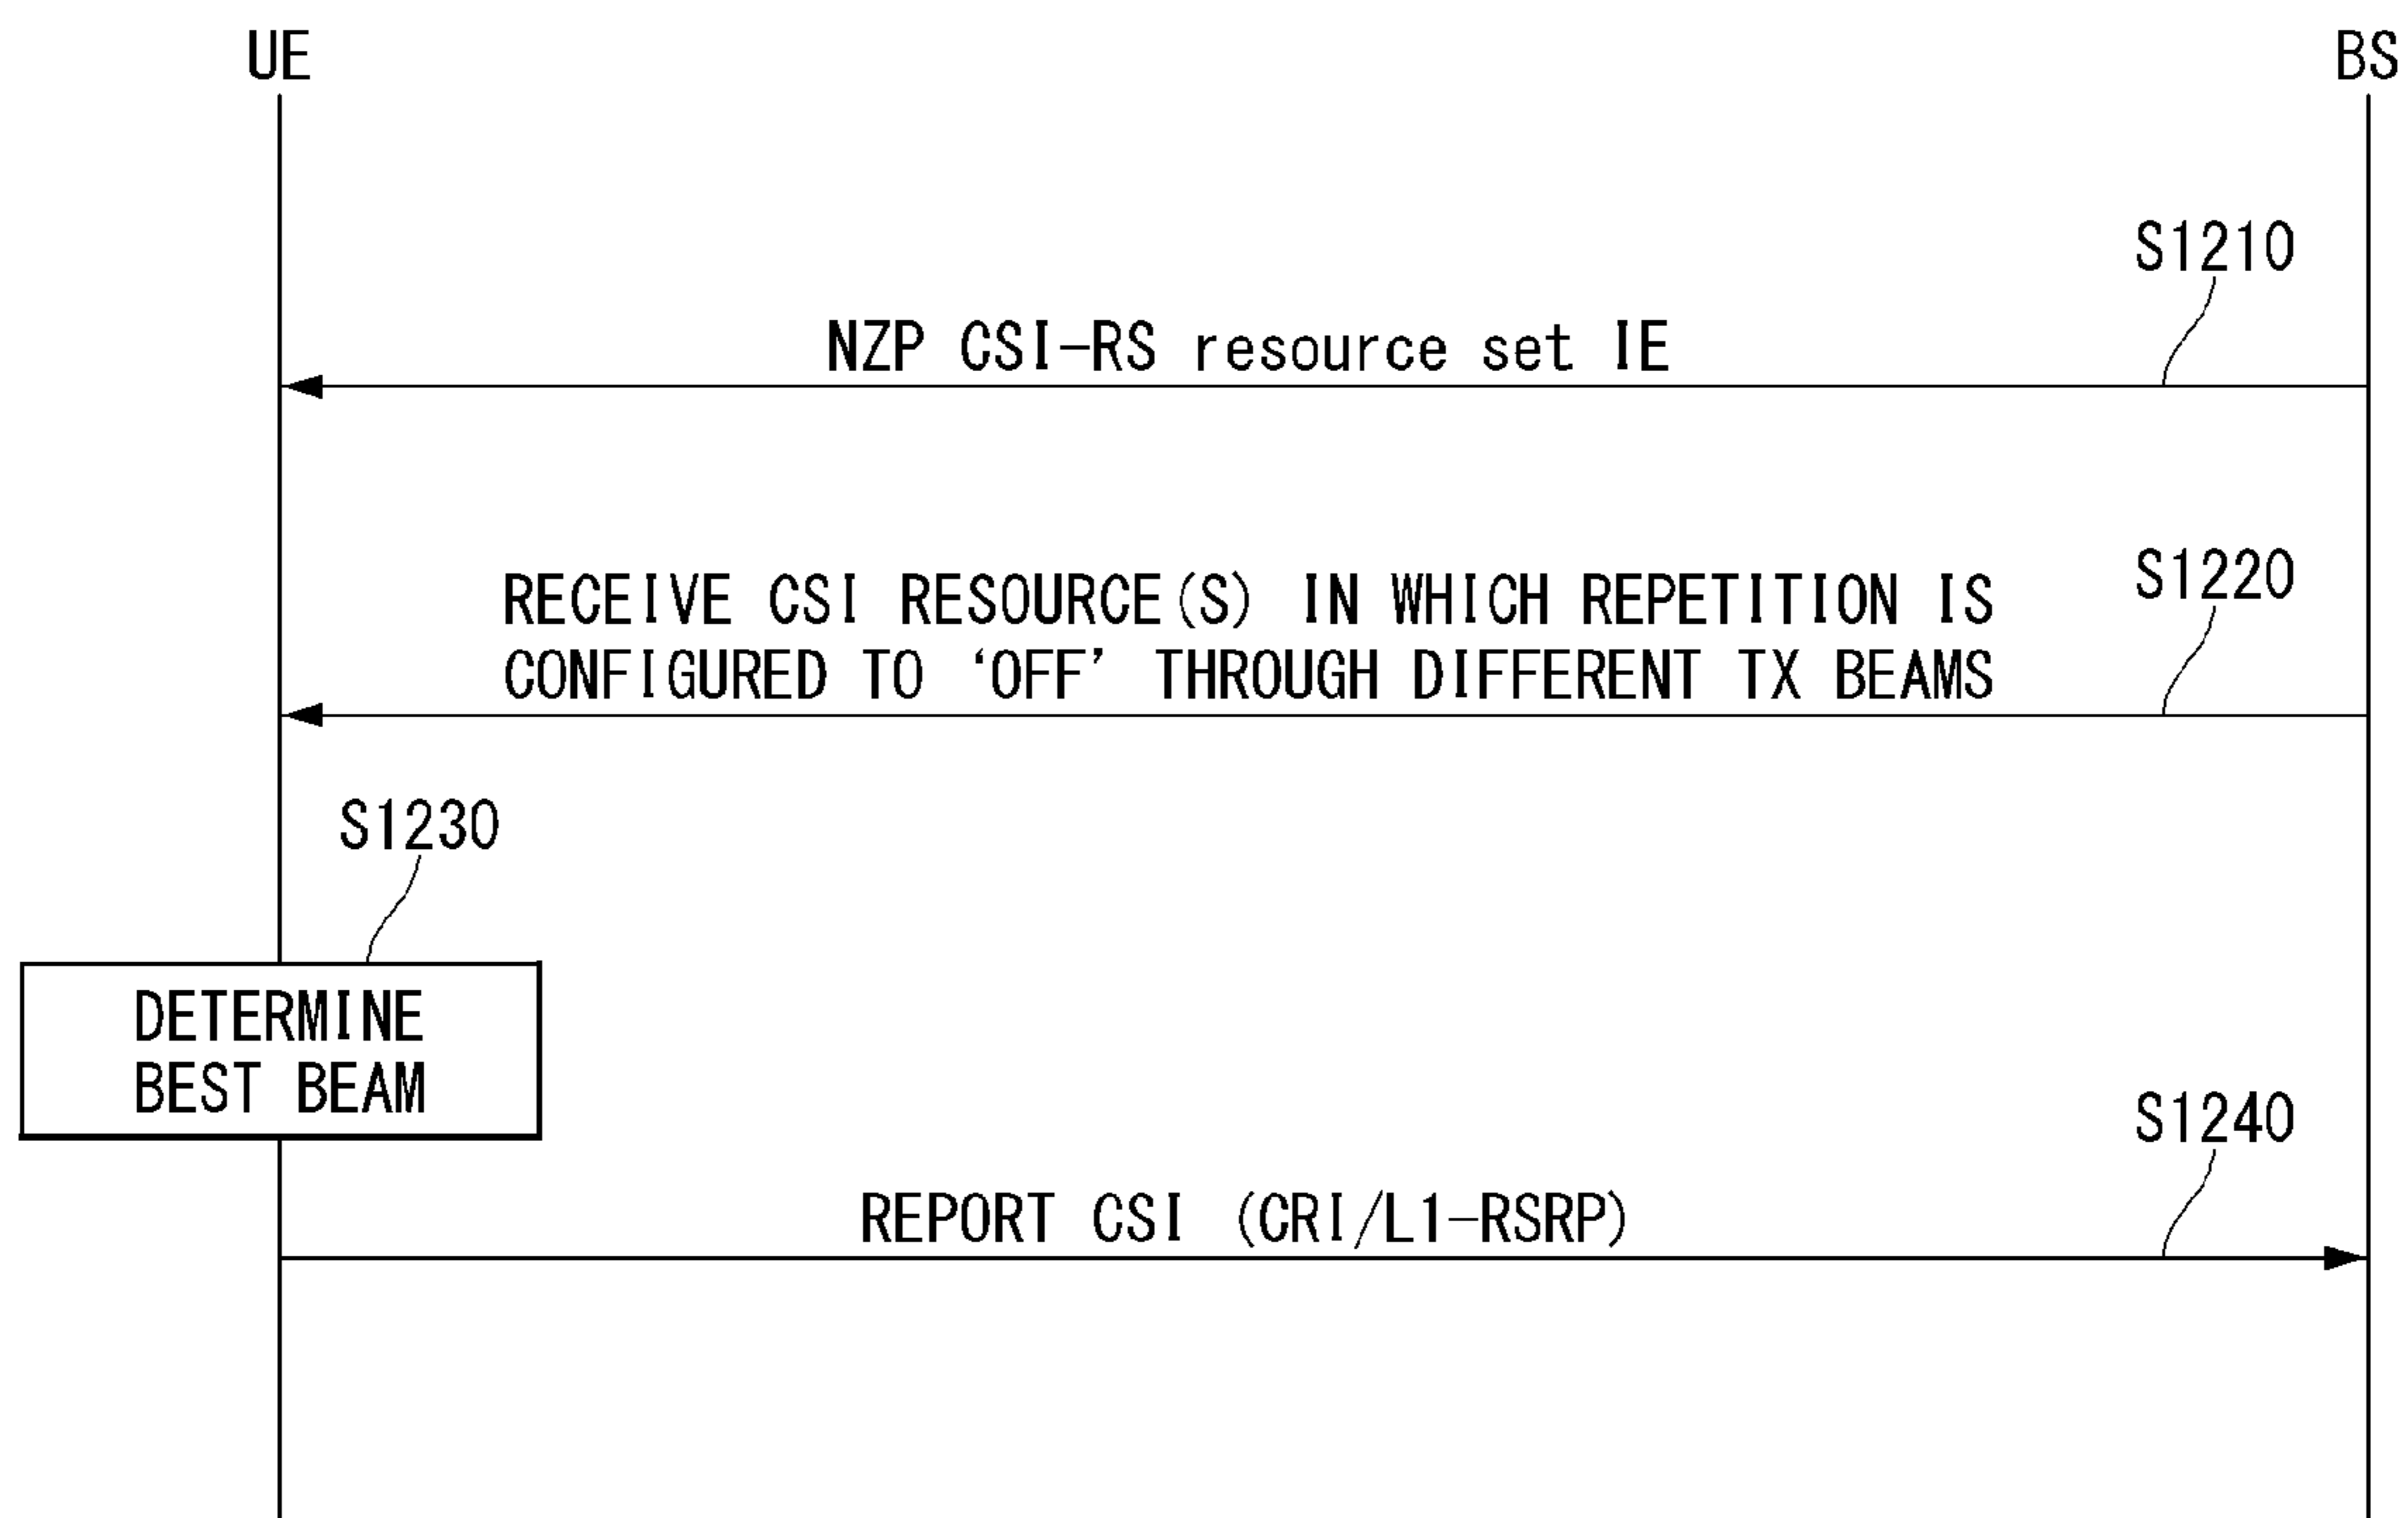 UE
BS
S1210
NZP CSI-RS resource set IE
S1220
RECEIVE CSI RESOURCE(S) IN WHICH REPETITION IS
CONFIGURED TO ‘OFF’ THROUGH DIFFERENT TX BEAMS
S1230
DETERMINE
BEST BEAM
S1240
REPORT CSI (CRI/L1-RSRP)